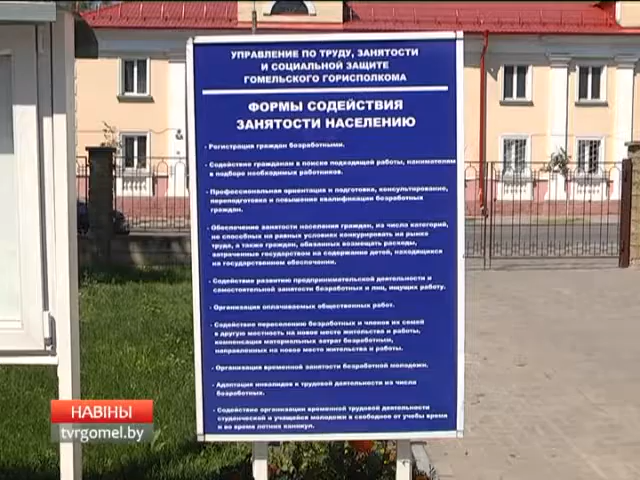 УПРАВЛЕНИЕ ПО ТРУДУ, ЗАНЯТОСТИ
И СОЦИАЛЬНОЙ ЗАЩИТЕ
ГОМЕЛЬСКОГО ГОРИСПОЛКОМА
ФОРМЫ СОДЕЙСТВИЯ
ЗАНЯТОСТИ НАСЕЛЕНИЮ
- Регистрация граждан безработными.
- Содействие гражданам в поиске подходящей работы, нанимателям
в подборе необходимых работников.
- Профессиональная ориентация и подготовка, консультирование,
переподготовка и повышение квалификации безработных
граждан.
- Обеспечение занятости населения граждан, из числа категорий,
не способных на равных условиях конкурировать на рынке
труда, а также граждан, обязанных возмещать расходы,
затраченные государством на содержание детей, находящихся
на государственном обеспечении.
- Содействие развитию предпринимательской деятельности и
самостоятельной занятости безработных и лиц, ищущих работу.
- Организация оплачиваемых общественных работ.
- Содействие переселению безработных и членов их семей
в другую местность на новое место жительства и работы,
компенсация материальных затрат безработным,
направленных на новое место жительства и работы.
- Организация временной занятости безработной молодежи.
- Адаптация инвалидов к трудовой деятельности из числа
безработных.
- Содействие организации временной трудовой деятельности
студенческой и учащейся молодежи в свободное от учебы время
и во время летних каникул.
НАВІНЫ
tvrgomel.by